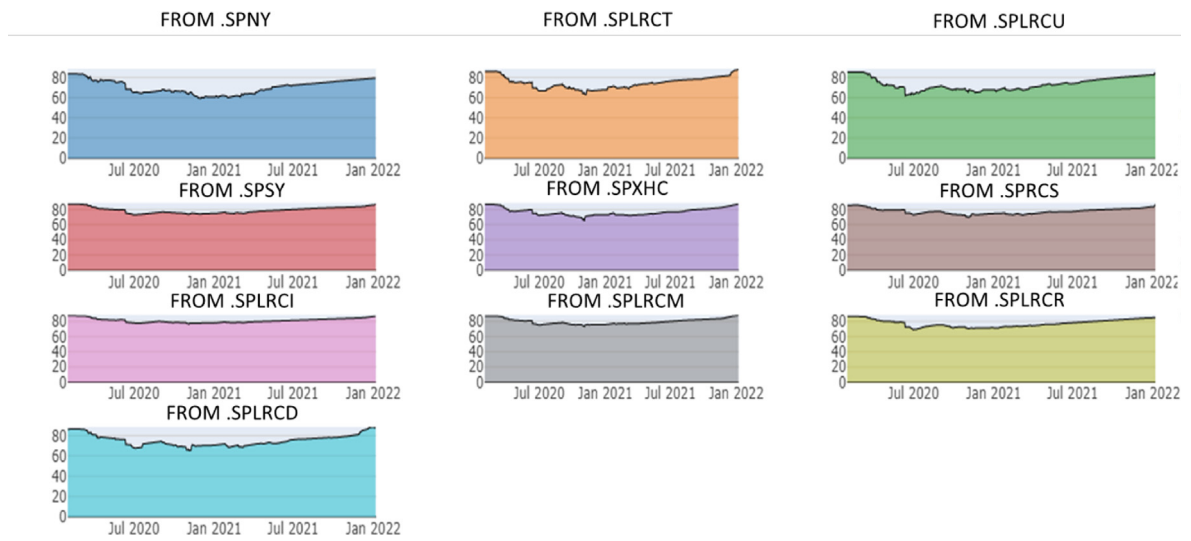 FROM .SPNY
FROM .SPLRCT
FROM .SPLRCU
80
60
40
20
0
Jul 2020 Jan 2021 Jul 2021 Jan 2022
80
60
40
20
0
Jul 2020 Jan 2021 Jul 2021 Jan 2022
80
60
40
20
0
Jul 2020 Jan 2021 Jul 2021 Jan 2022
FROM .SPSY
FROM .SPXHC
FROM .SPRCS
80
60
40
20
0
Jul 2020 Jan 2021 Jul 2021 Jan 2022
80
60
40
20
0
Jul 2020 Jan 2021 Jul 2021 Jan 2022
80
60
40
20
0
Jul 2020 Jan 2021 Jul 2021 Jan 2022
FROM .SPLRCI
FROM .SPLRCM
FROM .SPLRCR
80
60
40
20
0
Jul 2020 Jan 2021 Jul 2021 Jan 2022
80
60
40
20
0
Jul 2020 Jan 2021 Jul 2021 Jan 2022
80
60
40
20
0
Jul 2020 Jan 2021 Jul 2021 Jan 2022
FROM .SPLRCD
80
60
40
20
0
Jul 2020 Jan 2021 Jul 2021 Jan 2022